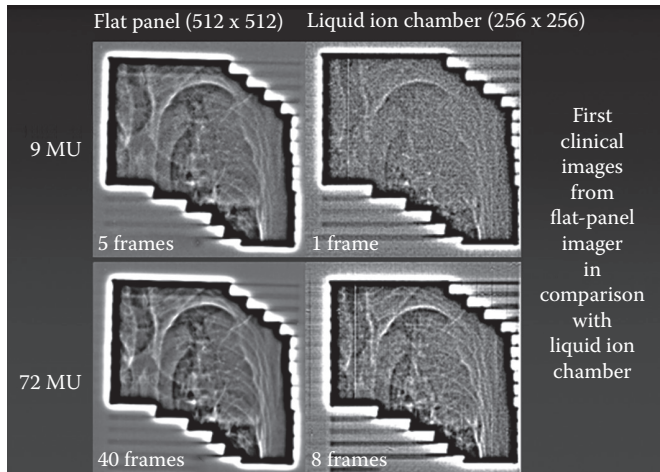 Flat panel (512 x 512)
Liquid ion chamber (256 x 256)
9 MU
5 frames
1 frame
72 MU
40 frames
8 frames
First
clinical
images
from
flat-panel
imager
in
comparison
with
liquid ion
chamber